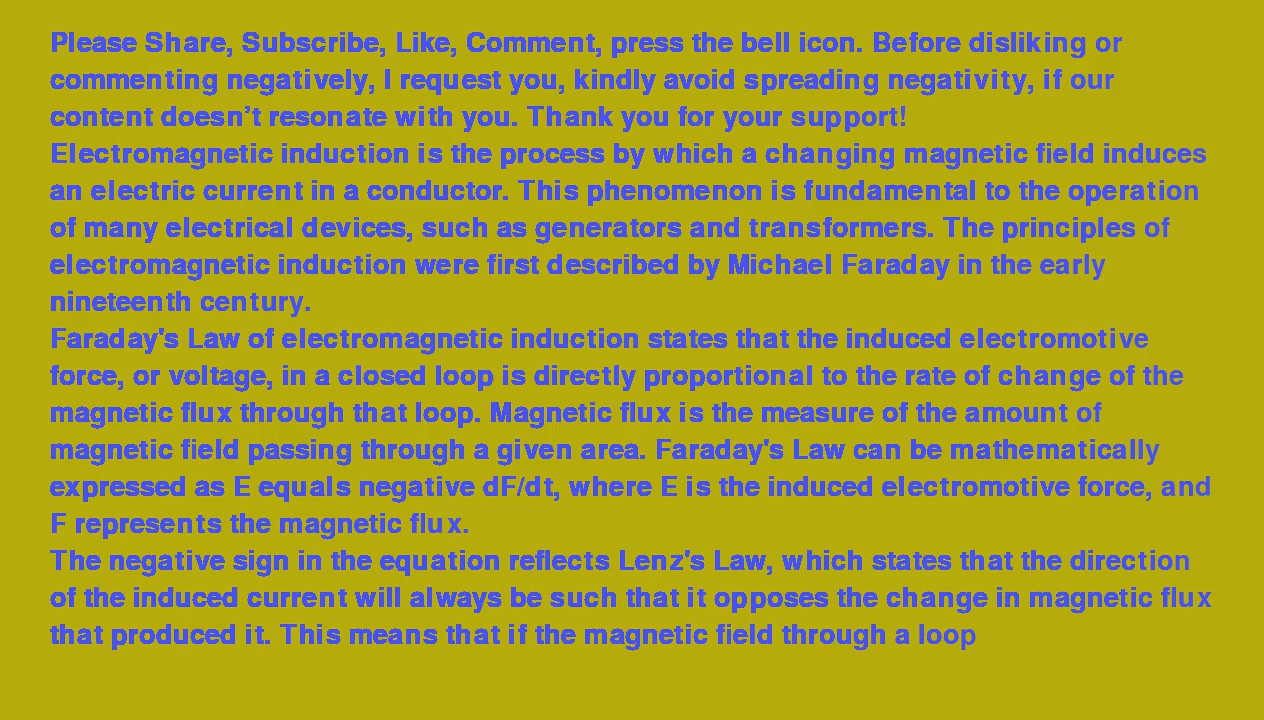 Please Share, Subscribe, Like, Comment, press the bell icon. Before disliking or
commenting negatively, I request you, kindly avoid spreading negativity, if our
content doesn’t resonate with you. Thank you for your support!
Electromagnetic induction is the process by which a changing magnetic field induces
an electric current in a conductor. This phenomenon is fundamental to the operation
of many electrical devices, such as generators and transformers. The principles of
electromagnetic induction were first described by Michael Faraday in the early
nineteenth century.
Faraday's Law of electromagnetic induction states that the induced electromotive
force, or voltage, in a closed loop is directly proportional to the rate of change of the
magnetic flux through that loop. Magnetic flux is the measure of the amount of
magnetic field passing through a given area. Faraday's Law can be mathematically
expressed as E equals negative dF/dt, where E is the induced electromotive force, and
F represents the magnetic flux.
The negative sign in the equation reflects Lenz's Law, which states that the direction
of the induced current will always be such that it opposes the change in magnetic flux
that produced it. This means that if the magnetic field through a loop